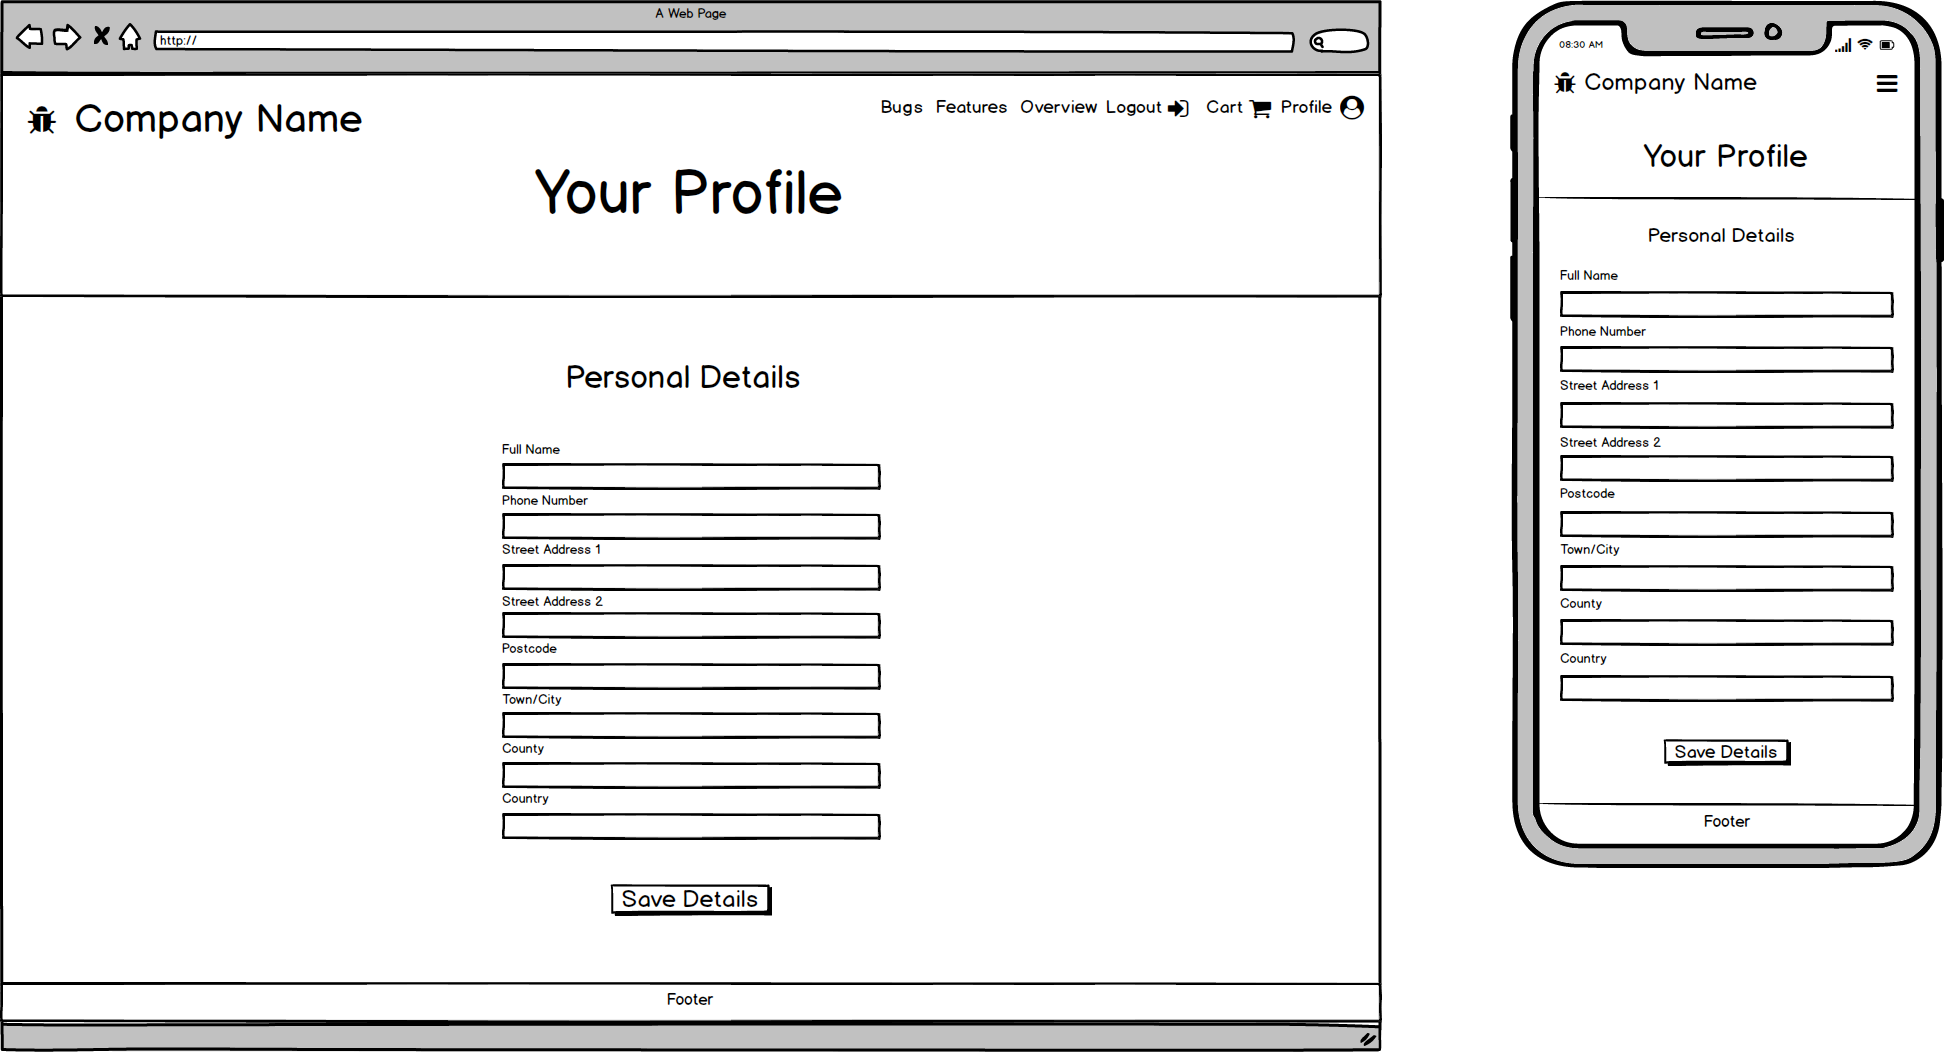 A Web Page
http://
Company Name
Bugs Features Overview Logout Cart Profile
Your Profile
Personal Details
Full Name
Phone Number
Street Address 1
Street Address 2
Postcode
Town/City
County
Country
Save Details
Footer
08:30 AM
Company Name
Your Profile
Personal Details
Full Name
Phone Number
Street Address 1
Street Address 2
Postcode
Town/City
County
Country
Save Details
Footer